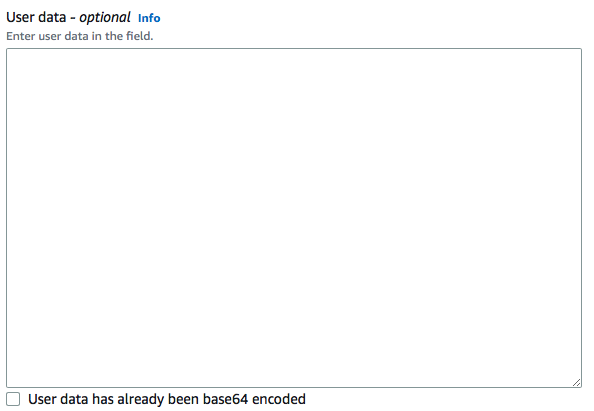 User data - optional Info
Enter user data in the field.
User data has already been base64 encoded